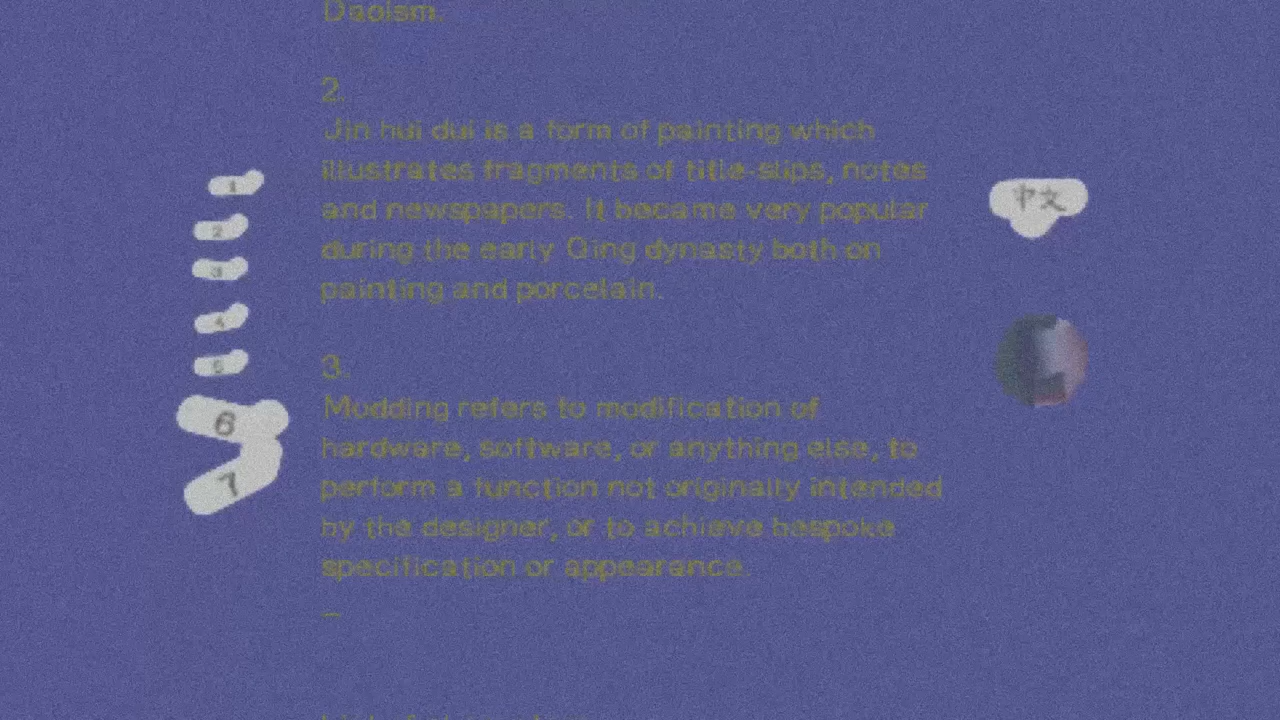 Daoism.
2.
Jin hui dui is a form of painting which
illustrates fragments of title-slips, notes
and newspapers. It became very popular
during the early Qing dynasty both on
painting and porcelain.
3.
Modding refers to modification of
hardware, software, or anything else, to
perform a function not originally intended
by the designer, or to achieve bespoke
specification or appearance.
–
1
2
3
4
5
6
7
中文